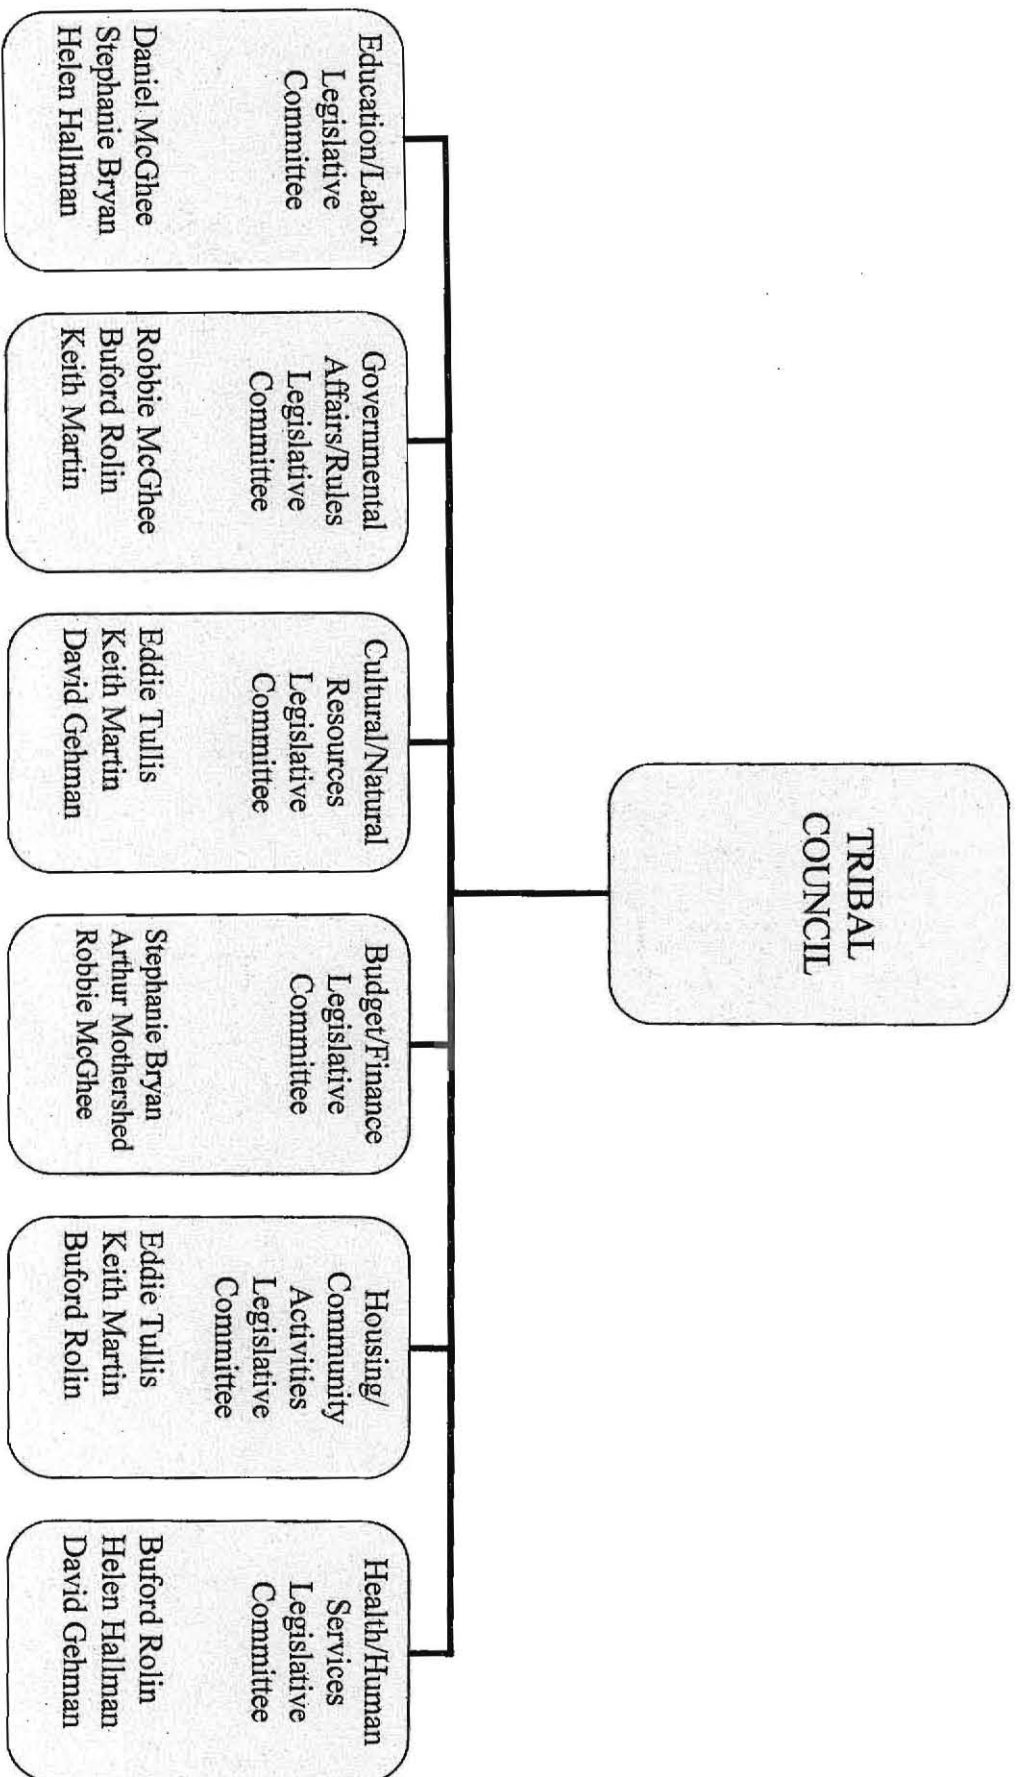 TRIBAL
COUNCIL
Education/Labor
Legislative
Committee
Daniel McGhee
Stephanie Bryan
Helen Hallman
Governmental
Affairs/Rules
Legislative
Committee
Robbie McGhee
Buford Rolin
Keith Martin
Cultural/Natural
Resources
Legislative
Committee
Eddie Tullis
Keith Martin
David Gehman
Budget/Finance
Legislative
Committee
Stephanie Bryan
Arthur Mothershed
Robbie McGhee
Housing/
Community
Activities
Legislative
Committee
Eddie Tullis
Keith Martin
Buford Rolin
Health/Human
Services
Legislative
Committee
Buford Rolin
Helen Hallman
David Gehman